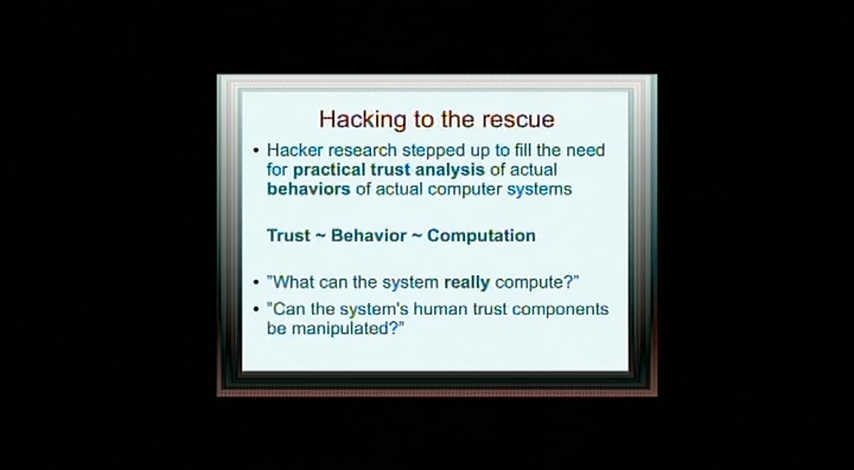 Hacking to the rescue
• Hacker research stepped up to fill the need
for practical trust analysis of actual
behaviors of actual computer systems
Trust ~ Behavior ~ Computation
• ”What can the system really compute?”
• "Can the system's human trust components
be manipulated?”